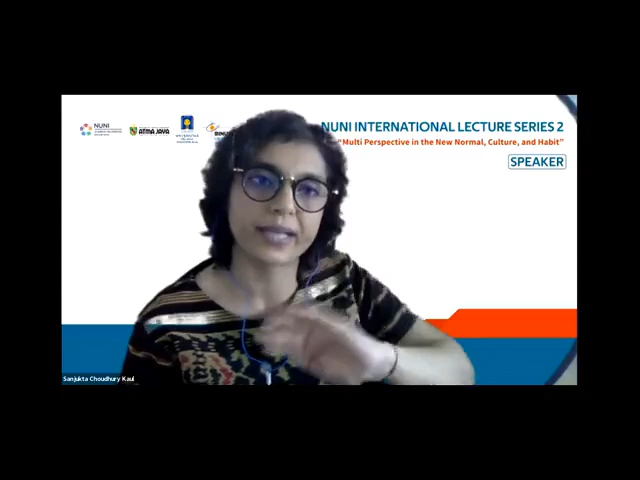 NUNI
ATMA JAYA
NUNI INTERNATIONAL LECTURE SERIES 2
"Multi Perspective in the New Normal, Culture, and Habit"
SPEAKER
Sanjukta Choudhury Kaul